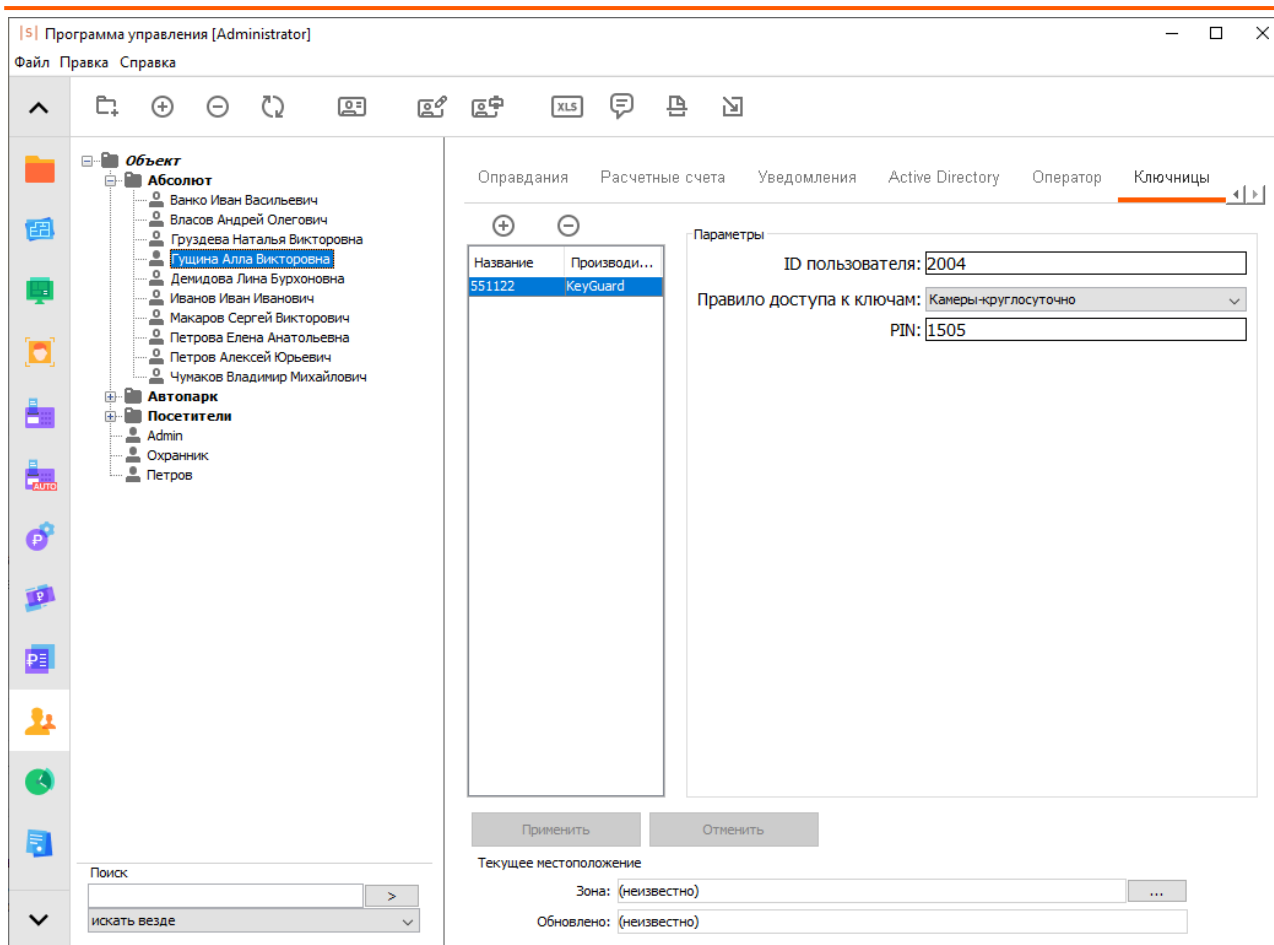 |S| Программа управления [Administrator]
Файл Правка Справка
XLS
Объект
Абсолют
Ванко Иван Васильевич
Власов Андрей Олегович
Груздева Наталья Викторовна
Гущина Алла Викторовна
Демидова Лина Бурхоновна
Иванов Иван Иванович
Макаров Сергей Викторович
Петрова Елена Анатольевна
Петров Алексей Юрьевич
Чумаков Владимир Михайлович
Автопарк
Посетители
Admin
Охранник
Петров
AUTO
Поиск
>
искать везде
Оправдания Расчетные счета Уведомления Active Directory Оператор Ключницы
Название Производи...
551122 KeyGuard
Параметры
ID пользователя: 2004
Правило доступа к ключам: Камеры-круглосуточно
PIN: 1505
Применить Отменить
Текущее местоположение
Зона: (неизвестно) ...
Обновлено: (неизвестно)